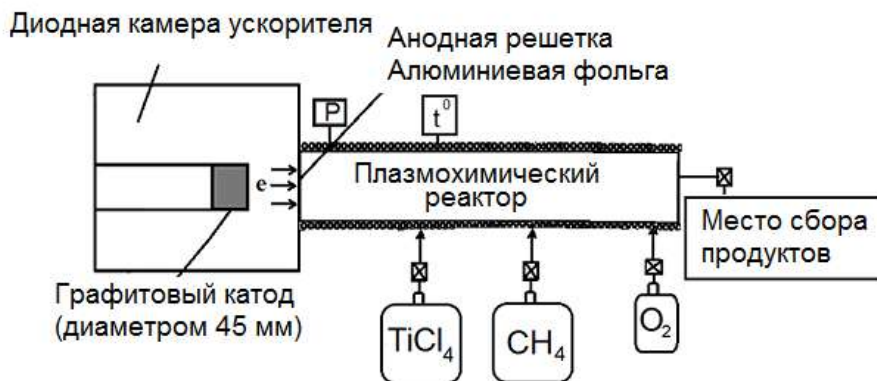 Диодная камера ускорителя
Анодная решетка
Алюминиевая фольга
P
t⁰
e
Плазмохимический
реактор
Место сбора
продуктов
Графитовый катод
(диаметром 45 мм)
TiCl₄
CH₄
O₂